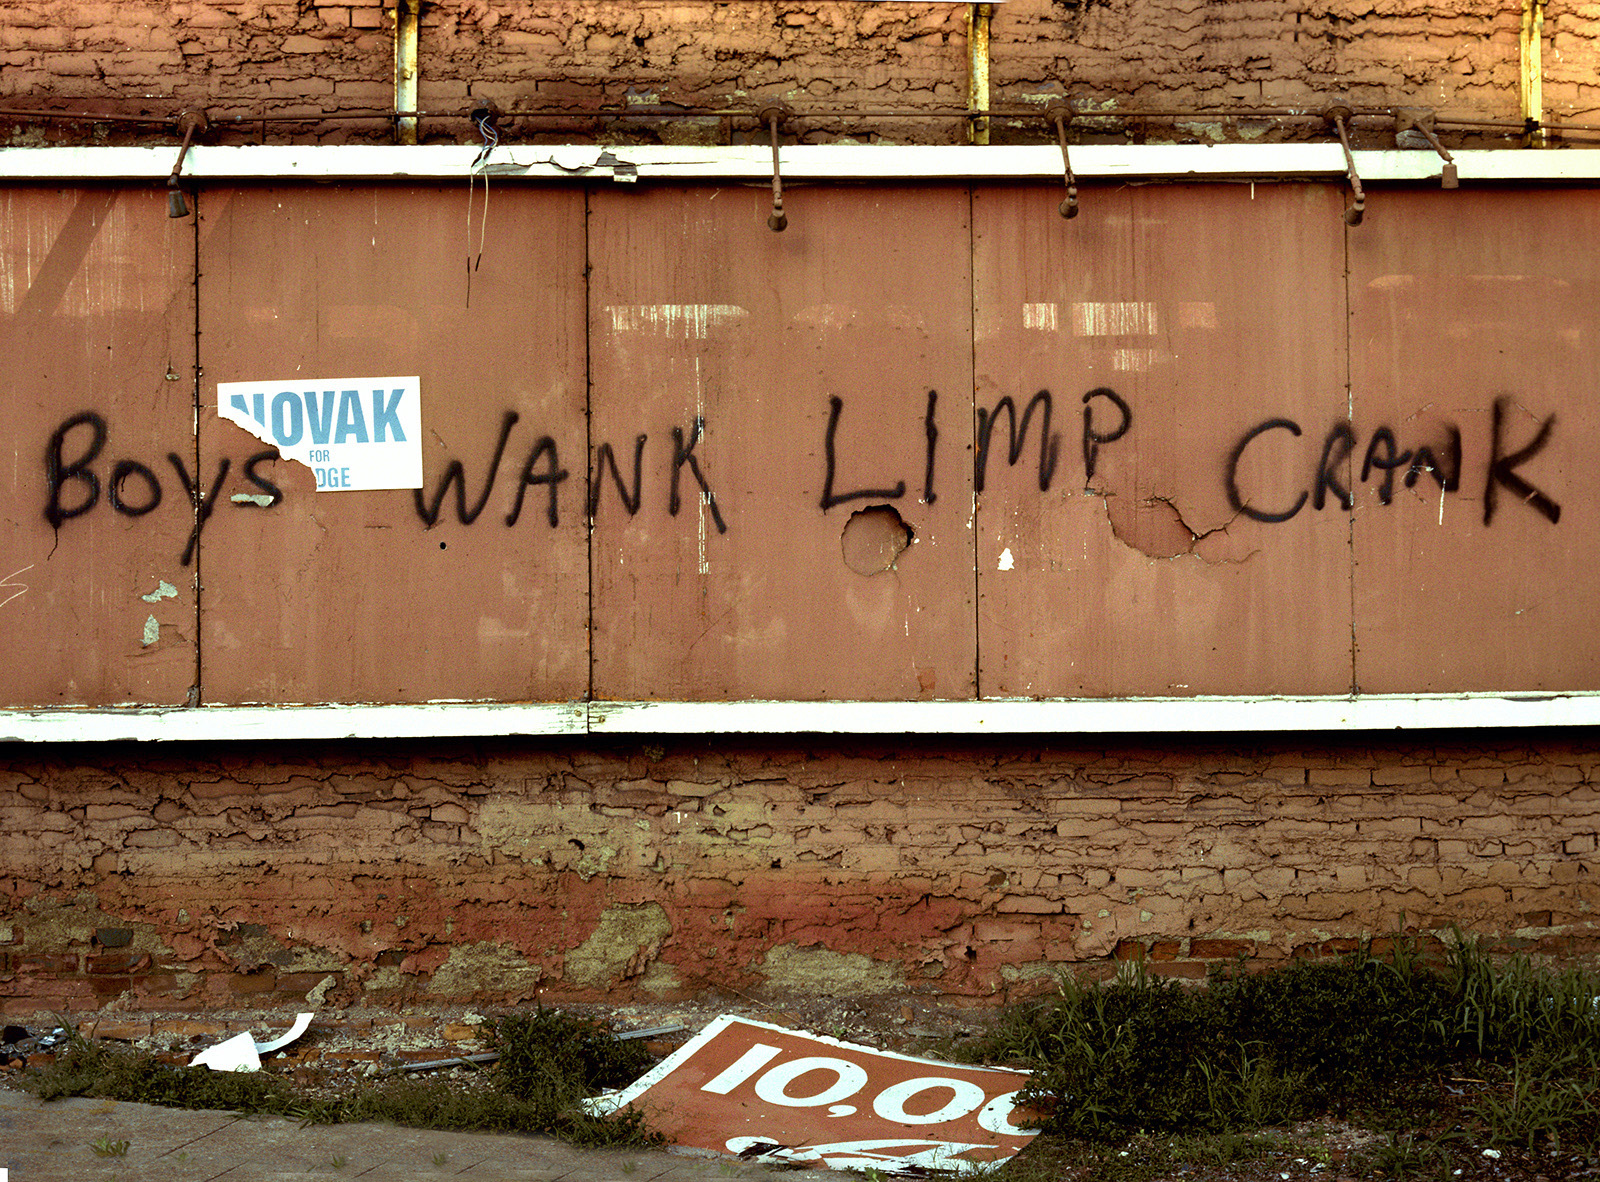 NOVAK
FOR
DGE
BOYS WANK LIMP CRANK
10,00